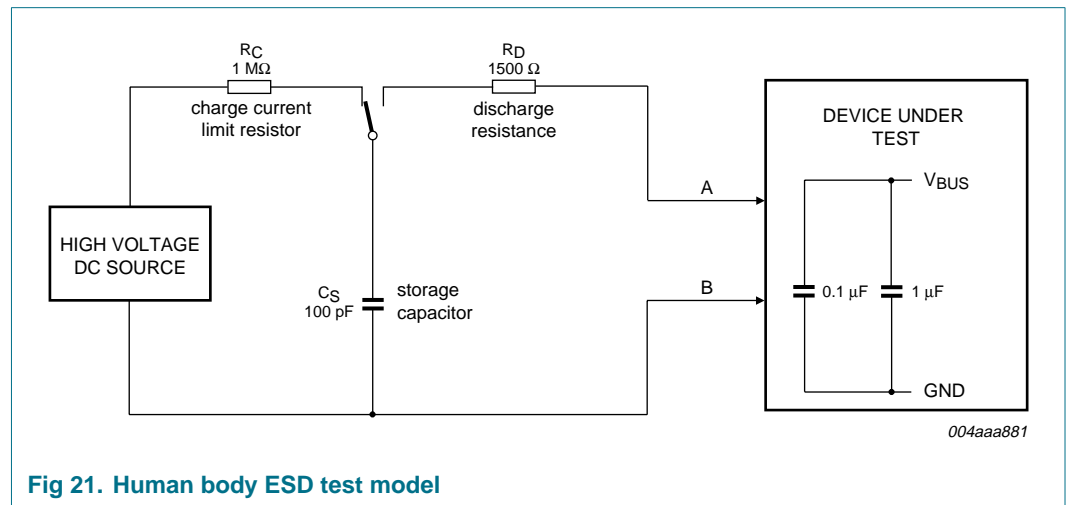 RC
1 MΩ
charge current
limit resistor
RD
1500 Ω
discharge
resistance
DEVICE UNDER
TEST
VBUS
A
HIGH VOLTAGE
DC SOURCE
CS
100 pF
storage
capacitor
B
0.1 μF
1 μF
GND
004aaa881
Fig 21. Human body ESD test model